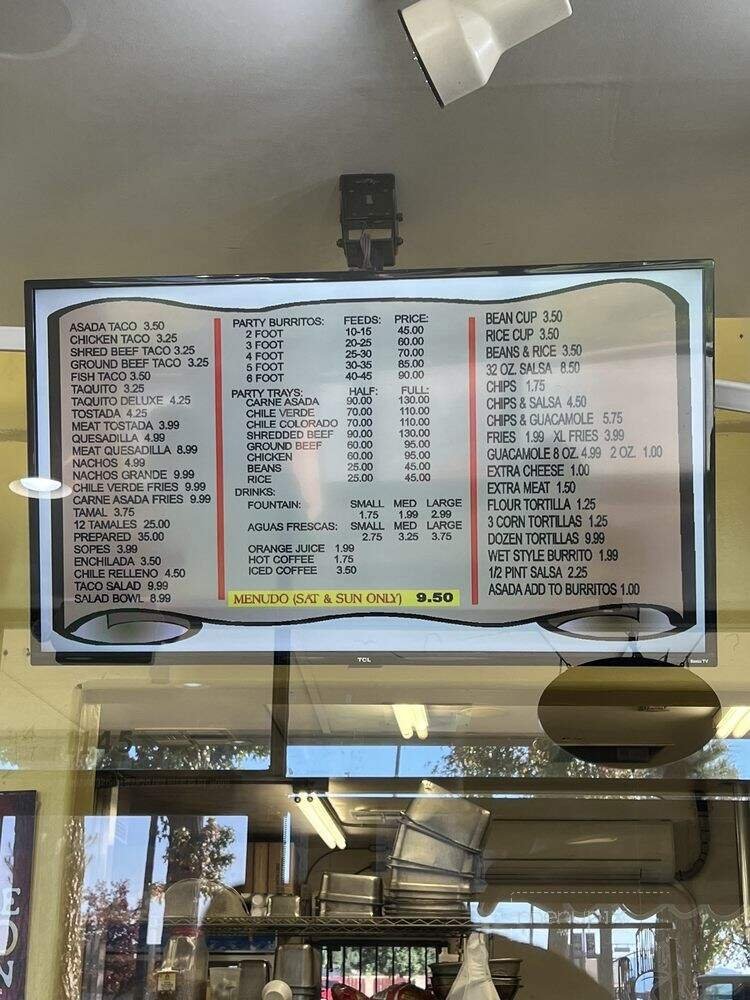 ASADA TACO 3.50
CHICKEN TACO 3.25
SHRED BEEF TACO 3.25
GROUND BEEF TACO 3.25
FISH TACO 3.50
TAQUITO 3.25
TAQUITO DELUXE 4.25
TOSTADA 4.25
MEAT TOSTADA 3.99
QUESADILLA 4.99
MEAT QUESADILLA 8.99
NACHOS 4.99
NACHOS GRANDE 9.99
CHILE VERDE FRIES 9.99
CARNE ASADA FRIES 9.99
TAMAL 3.75
12 TAMALES 25.00
PREPARED 35.00
SOPES 3.99
ENCHILADA 3.50
CHILE RELLENO 4.50
TACO SALAD 9.99
SALAD BOWL 8.99
PARTY BURRITOS: FEEDS: PRICE:
2 FOOT 10-15 45.00
3 FOOT 20-25 60.00
4 FOOT 25-30 70.00
5 FOOT 30-35 85.00
6 FOOT 40-45 90.00
PARTY TRAYS: HALF: FULL:
CARNE ASADA 90.00 130.00
CHILE VERDE 70.00 110.00
CHILE COLORADO 70.00 110.00
SHREDDED BEEF 90.00 130.00
GROUND BEEF 60.00 95.00
CHICKEN 60.00 95.00
BEANS 25.00 45.00
RICE 25.00 45.00
DRINKS:
FOUNTAIN: SMALL MED LARGE
1.75 1.99 2.99
AGUAS FRESCAS: SMALL MED LARGE
2.75 3.25 3.75
ORANGE JUICE 1.99
HOT COFFEE 1.75
ICED COFFEE 3.50
MENUDO (SAT & SUN ONLY) 9.50
BEAN CUP 3.50
RICE CUP 3.50
BEANS & RICE 3.50
32 OZ. SALSA 8.50
CHIPS 1.75
CHIPS & SALSA 4.50
CHIPS & GUACAMOLE 5.75
FRIES 1.99 XL FRIES 3.99
GUACAMOLE 8 OZ. 4.99 2 OZ. 1.00
EXTRA CHEESE 1.00
EXTRA MEAT 1.50
FLOUR TORTILLA 1.25
3 CORN TORTILLAS 1.25
DOZEN TORTILLAS 9.99
WET STYLE BURRITO 1.99
1/2 PINT SALSA 2.25
ASADA ADD TO BURRITOS 1.00
TCL
Roku TV